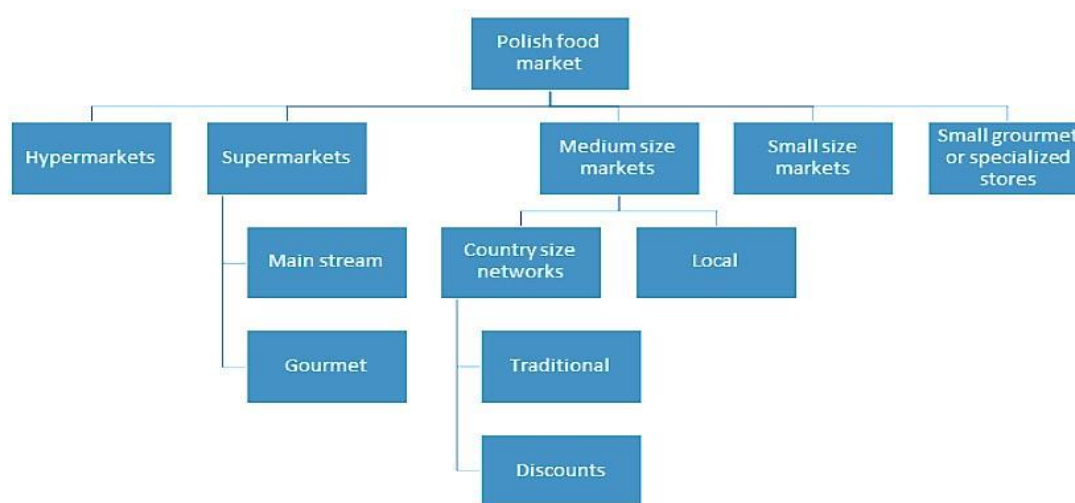 Polish food
market
Hypermarkets
Supermarkets
Medium size
markets
Small size
markets
Small grourmet
or specialized
stores
Main stream
Country size
networks
Local
Gourmet
Traditional
Discounts